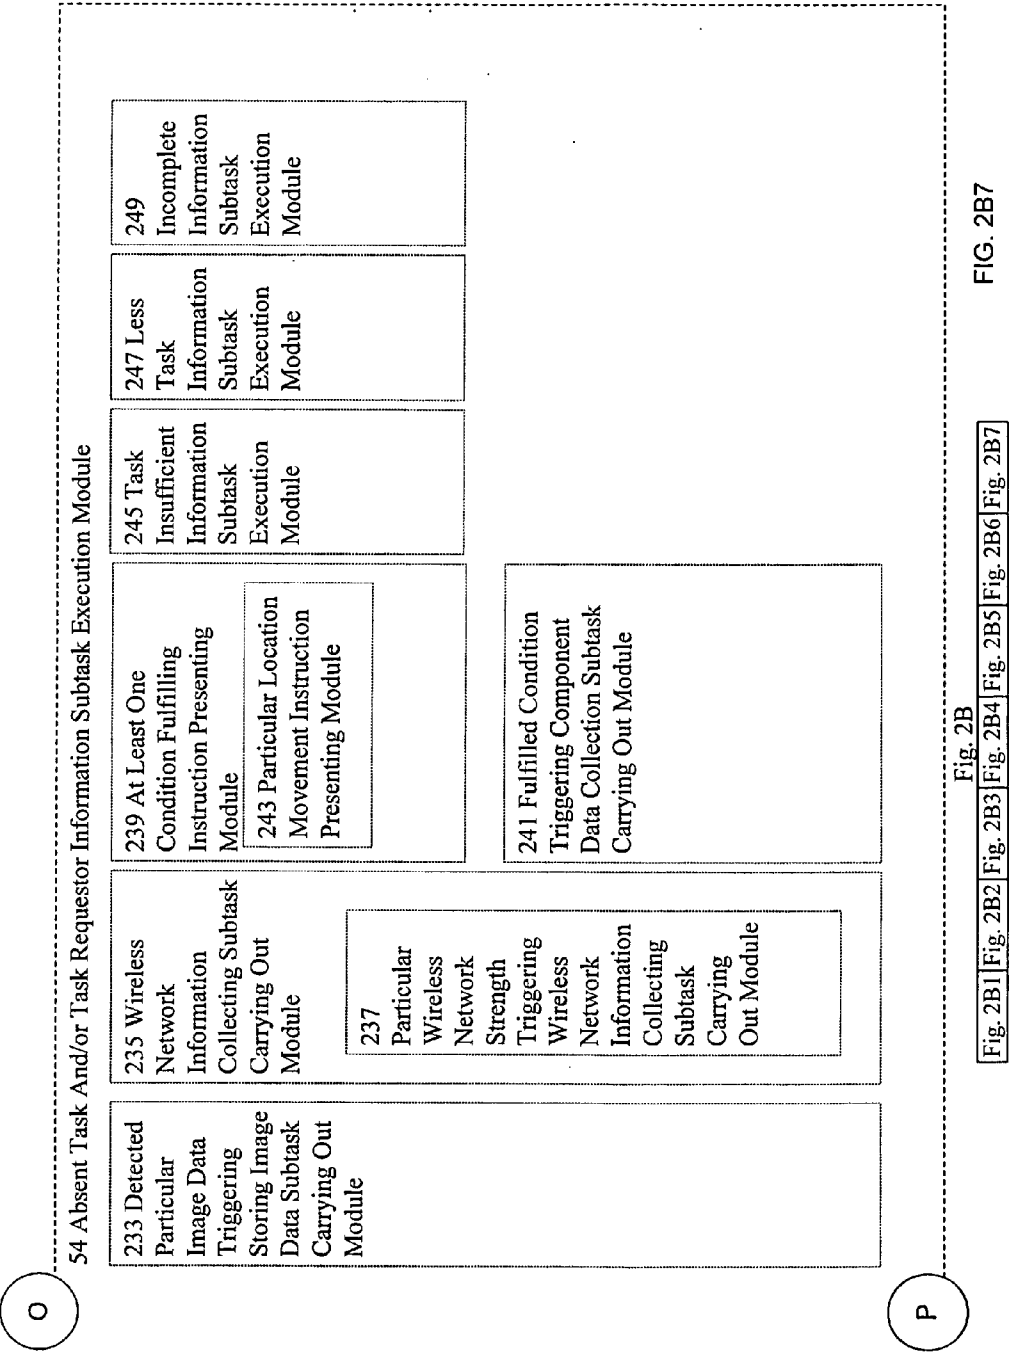 O
54 Absent Task And/or Task Requestor Information Subtask Execution Module
233 Detected
Particular
Image Data
Triggering
Storing Image
Data Subtask
Carrying Out
Module
235 Wireless
Network
Information
Collecting Subtask
Carrying Out
Module
237
Particular
Wireless
Network
Strength
Triggering
Wireless
Network
Information
Collecting
Subtask
Carrying
Out Module
239 At Least One
Condition Fulfilling
Instruction Presenting
Module
243 Particular Location
Movement Instruction
Presenting Module
241 Fulfilled Condition
Triggering Component
Data Collection Subtask
Carrying Out Module
245 Task
Insufficient
Information
Subtask
Execution
Module
247 Less
Task
Information
Subtask
Execution
Module
249
Incomplete
Information
Subtask
Execution
Module
P
Fig. 2B
Fig. 2B1 Fig. 2B2 Fig. 2B3 Fig. 2B4 Fig. 2B5 Fig. 2B6 Fig. 2B7
FIG. 2B7